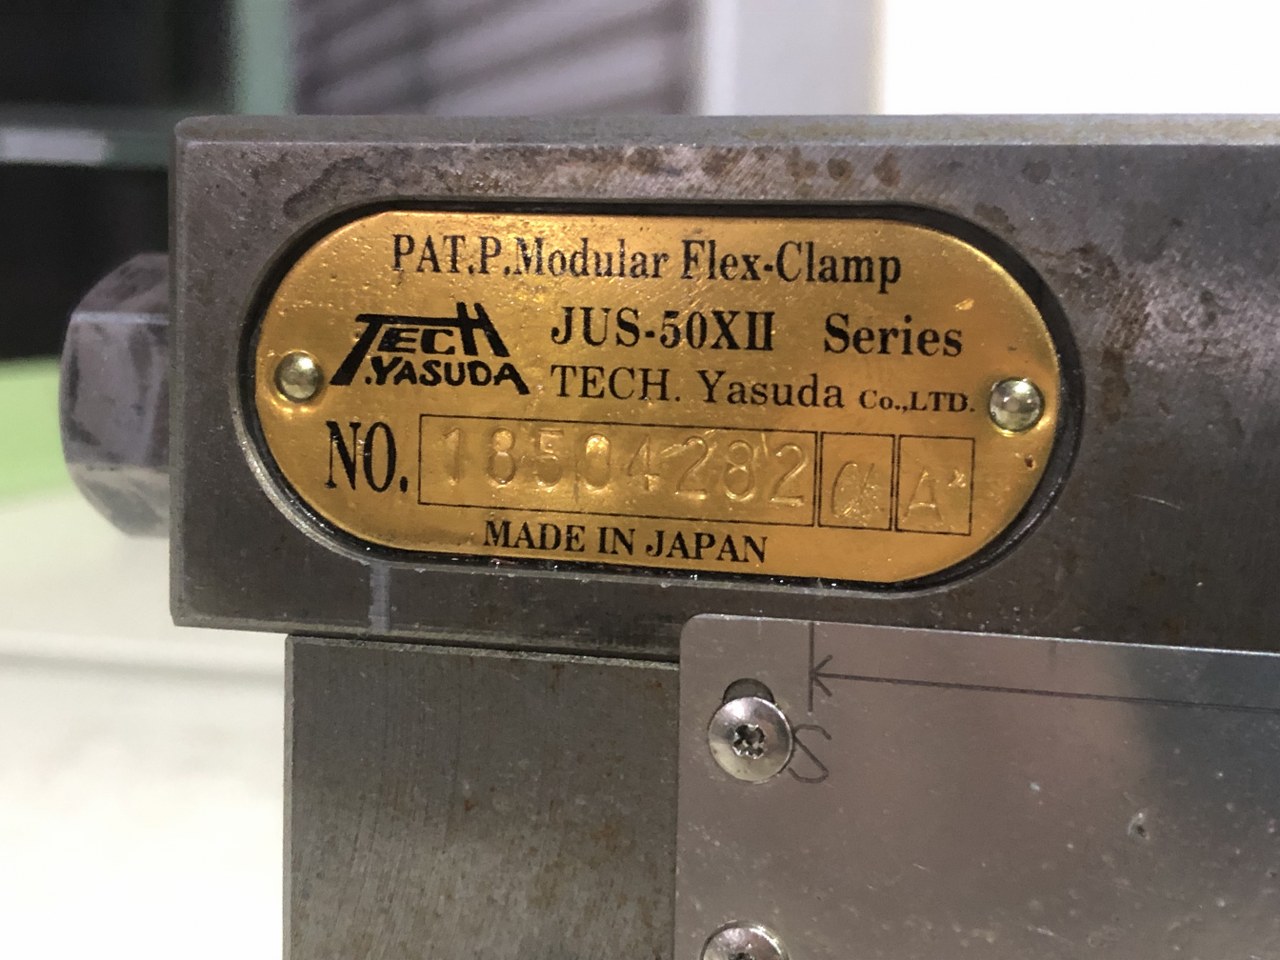 PAT.P.Modular Flex-Clamp
TECH
T.YASUDA
JUS-50XII Series
TECH. Yasuda Co.,LTD.
NO. 18504282 α A
MADE IN JAPAN
S